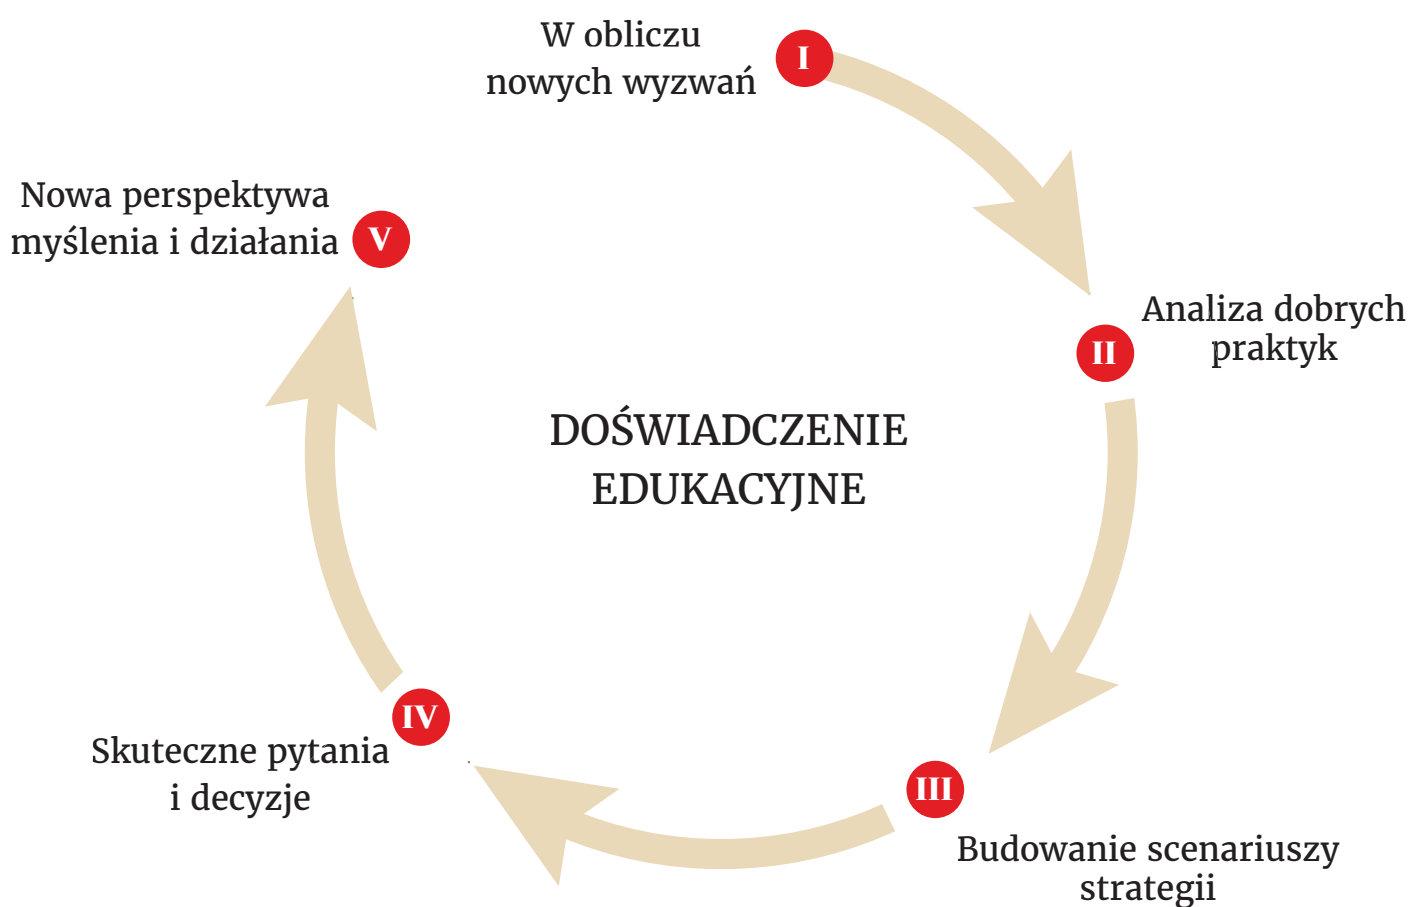 W obliczu
nowych wyzwań
I
Nowa perspektywa
myślenia i działania
V
Analiza dobrych
praktyk
II
DOŚWIADCZENIE
EDUKACYJNE
IV
Skuteczne pytania
i decyzje
III
Budowanie scenariuszy
strategii